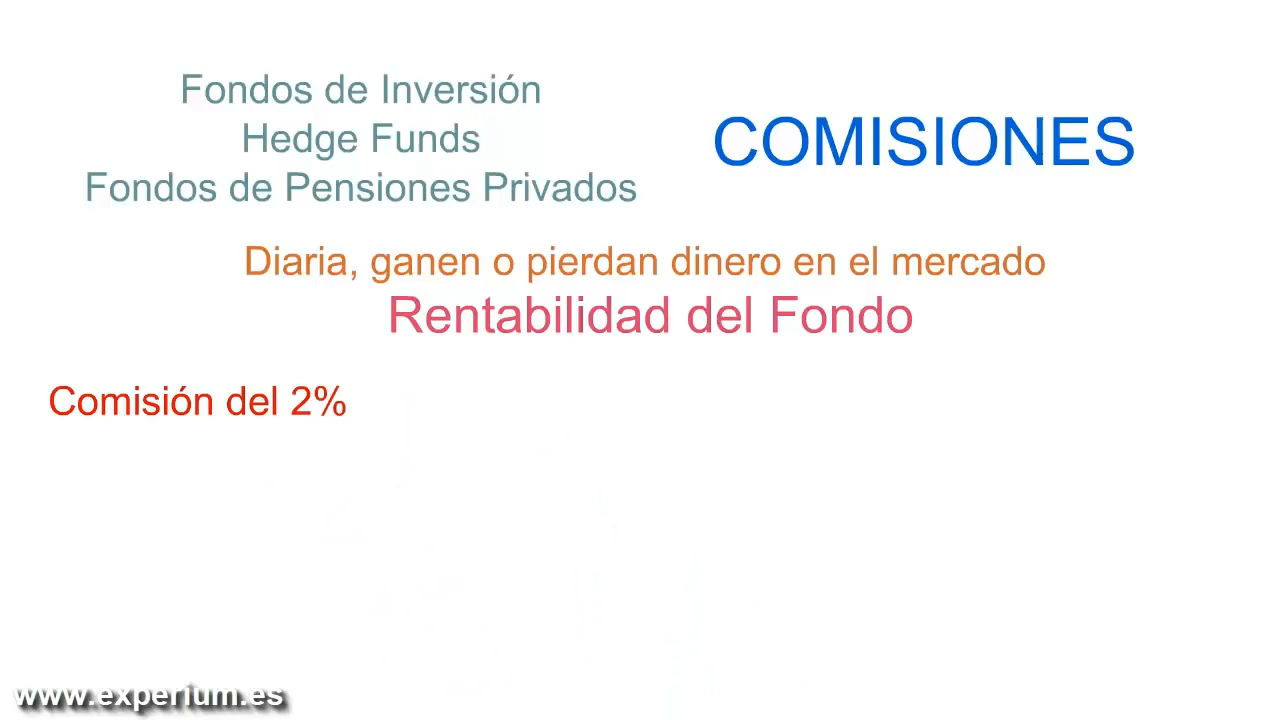 Fondos de Inversión
Hedge Funds
Fondos de Pensiones Privados
COMISIONES
Diaria, ganen o pierdan dinero en el mercado
Rentabilidad del Fondo
Comisión del 2%
www.experium.es